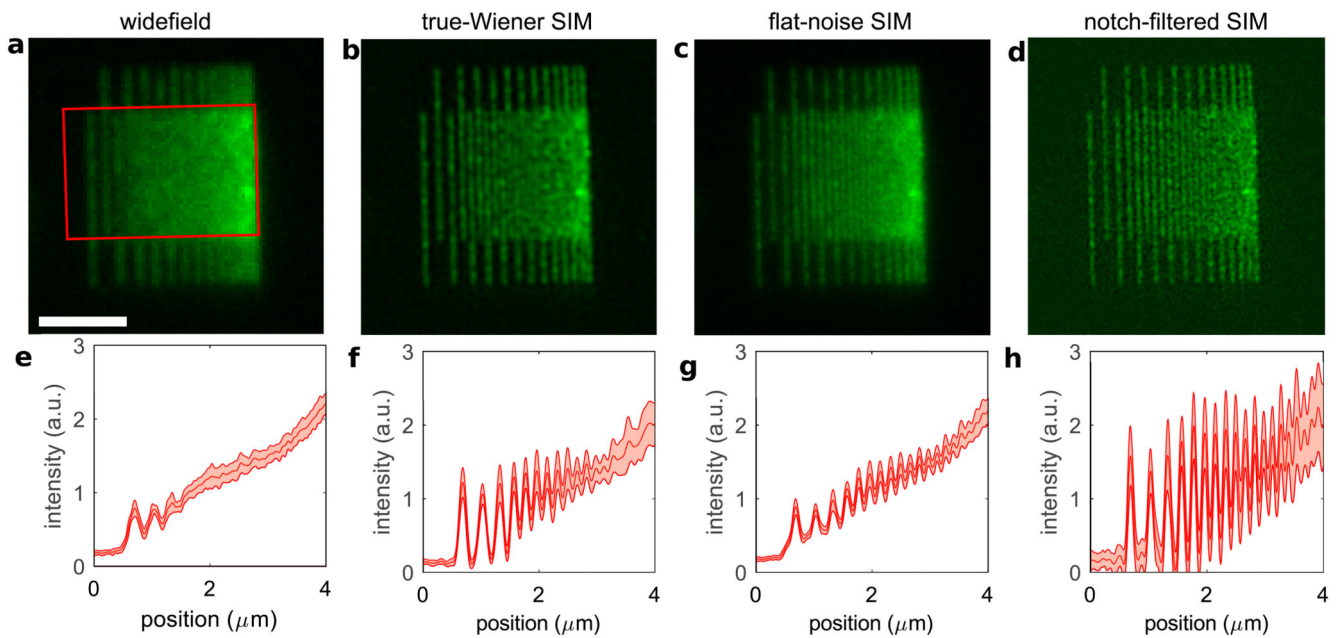 widefield
true-Wiener SIM
flat-noise SIM
notch-filtered SIM
a
b
c
d
e
f
g
h
3
2
1
0
intensity (a.u.)
0
2
4
position (μm)
3
2
1
0
intensity (a.u.)
0
2
4
position (μm)
3
2
1
0
intensity (a.u.)
0
2
4
position (μm)
3
2
1
0
intensity (a.u.)
0
2
4
position (μm)